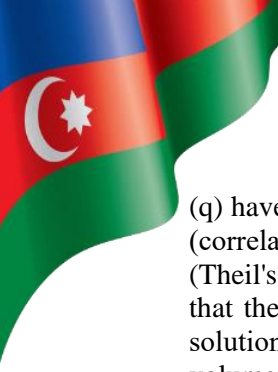 (q) have
(correla
(Theil's
that the
solution